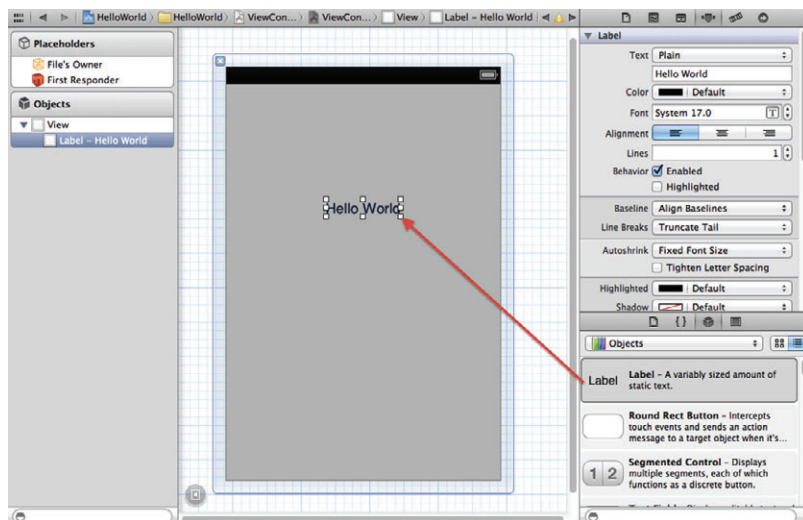 HelloWorld
HelloWorld
ViewCon...
ViewCon...
View
Label – Hello World
Placeholders
File's Owner
First Responder
Objects
View
Label – Hello World
Hello World
Label
Text Plain
Hello World
Color Default
Font System 17.0 T
Alignment
Lines 1
Behavior Enabled
Highlighted
Baseline Align Baselines
Line Breaks Truncate Tail
Autoshrink Fixed Font Size
Tighten Letter Spacing
Highlighted Default
Shadow Default
{}
Objects
Label
Label – A variably sized amount of
static text.
Round Rect Button – Intercepts
touch events and sends an action
message to a target object when it's...
1 2
Segmented Control – Displays
multiple segments, each of which
functions as a discrete button.